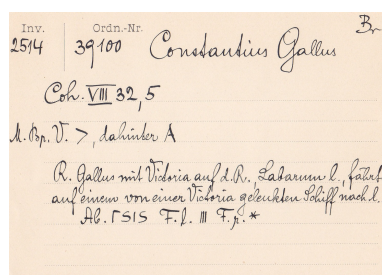 Br
Inv. Ordn.-Nr.
2514 39100 Constantius Gallus
Coh. VIII 32,5
M. Bp. V. >, dahinter A
R. Gallus mit Victoria auf d. R., Labarum l., fährt
auf einem von einer Victoria gelenkten Schiff nach l.
Ab. ΓSIS F. l. III F. r. *